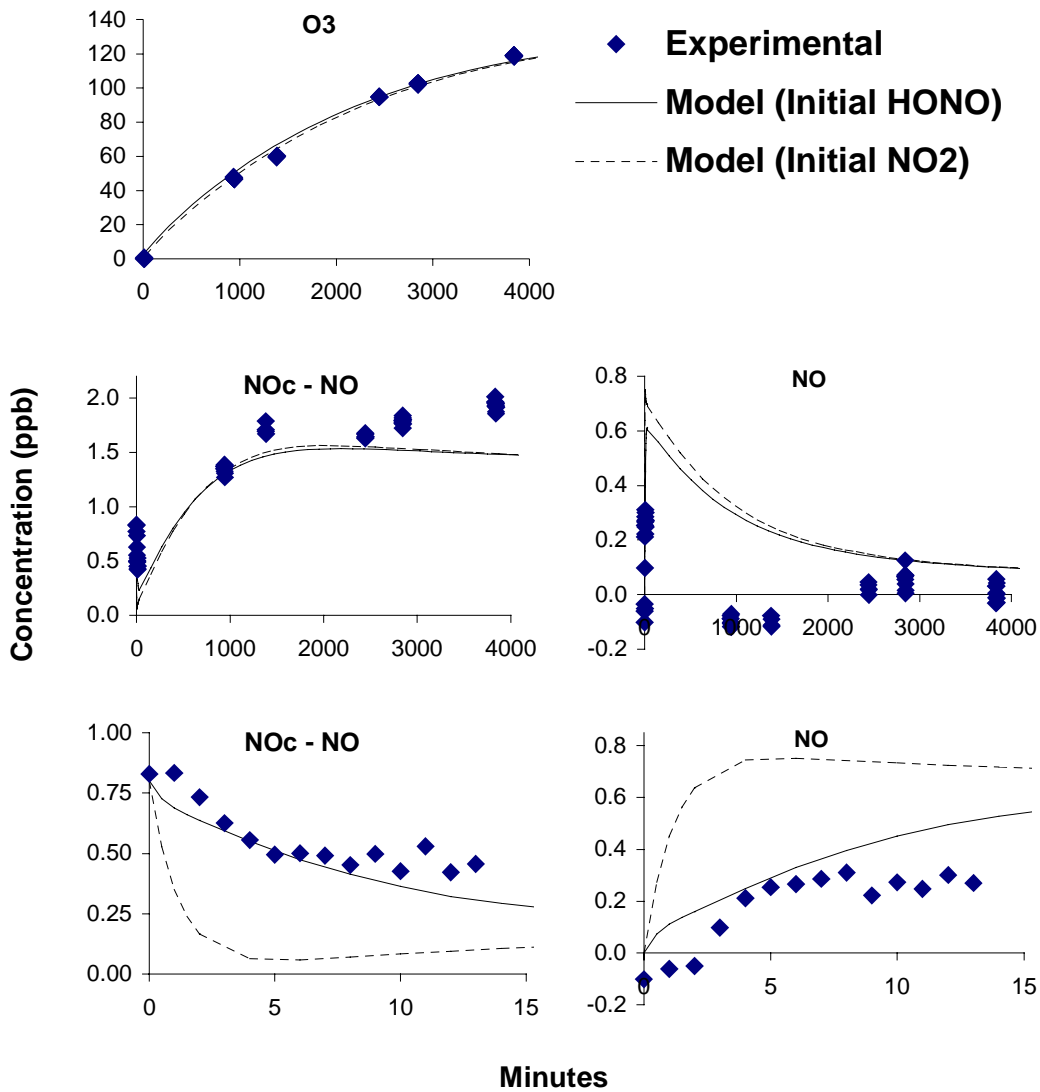 O3
140
120
100
80
60
40
20
0
0 1000 2000 3000 4000
Experimental
Model (Initial HONO)
Model (Initial NO2)
Concentration (ppb)
NOc - NO
2.0
1.5
1.0
0.5
0.0
0 1000 2000 3000 4000
NO
0.8
0.6
0.4
0.2
0.0
-0.2
0 1000 2000 3000 4000
NOc - NO
1.00
0.75
0.50
0.25
0.00
0 5 10 15
NO
0.8
0.6
0.4
0.2
0.0
-0.2
0 5 10 15
Minutes